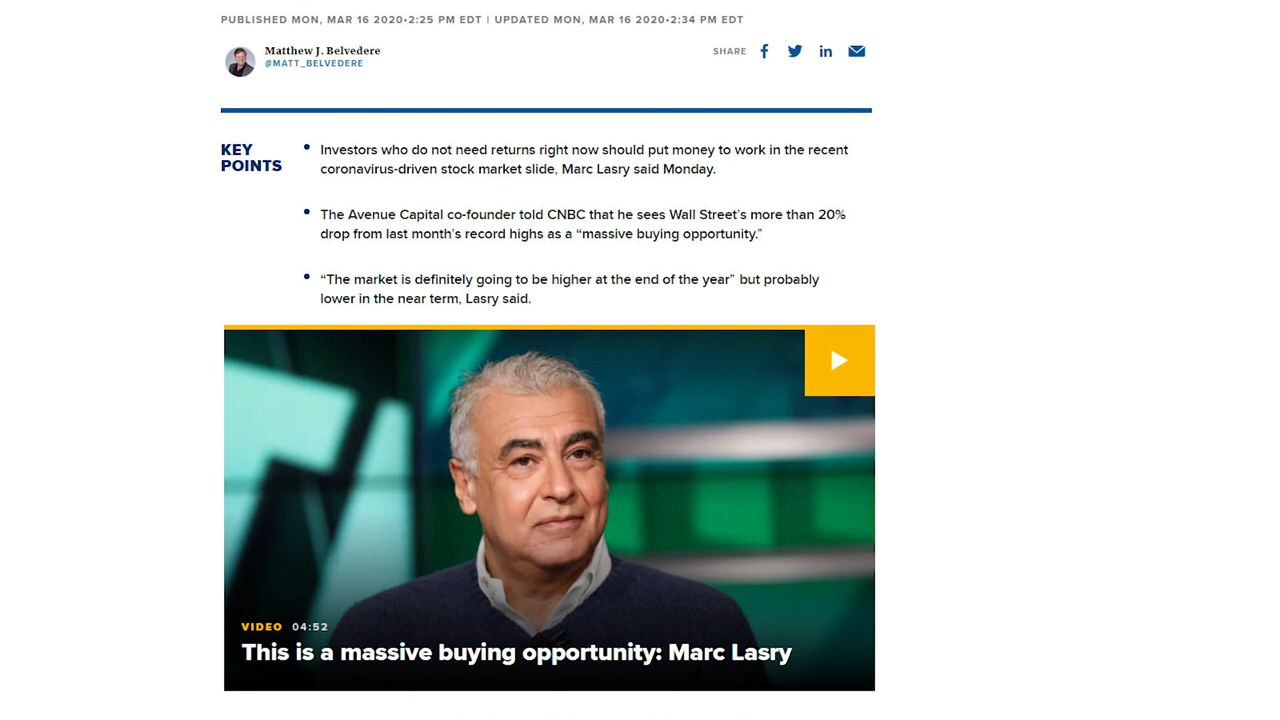 PUBLISHED MON, MAR 16 2020•2:25 PM EDT | UPDATED MON, MAR 16 2020•2:34 PM EDT
Matthew J. Belvedere
@MATT_BELVEDERE
SHARE
KEY
POINTS
• Investors who do not need returns right now should put money to work in the recent
coronavirus-driven stock market slide, Marc Lasry said Monday.
• The Avenue Capital co-founder told CNBC that he sees Wall Street’s more than 20%
drop from last month’s record highs as a “massive buying opportunity.”
• “The market is definitely going to be higher at the end of the year” but probably
lower in the near term, Lasry said.
VIDEO 04:52
This is a massive buying opportunity: Marc Lasry